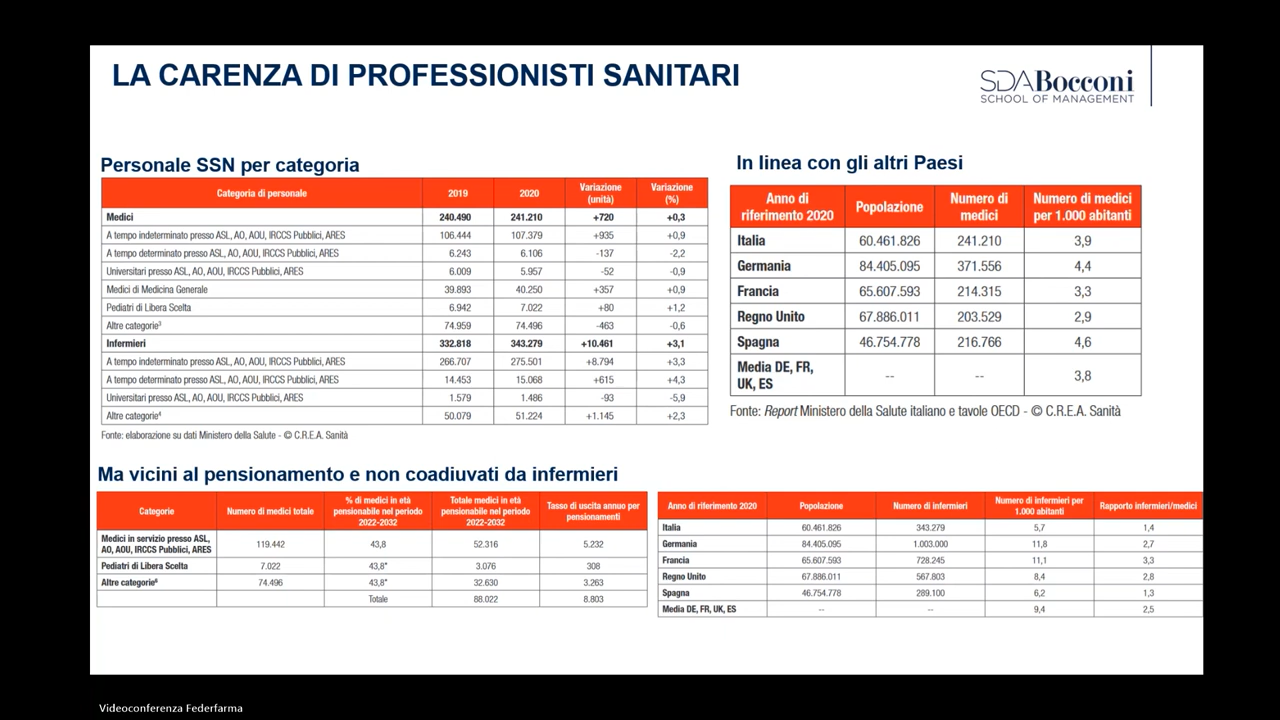 LA CARENZA DI PROFESSIONISTI SANITARI
SDA Bocconi
SCHOOL OF MANAGEMENT
Personale SSN per categoria
Categoria di personale 2019 2020 Variazione (unità) Variazione (%)
Medici 240.490 241.210 +720 +0,3
A tempo indeterminato presso ASL, AO, AOU, IRCCS Pubblici, ARES 106.444 107.379 +935 +0,9
A tempo determinato presso ASL, AO, AOU, IRCCS Pubblici, ARES 6.243 6.106 -137 -2,2
Universitari presso ASL, AO, AOU, IRCCS Pubblici, ARES 6.009 5.957 -52 -0,9
Medici di Medicina Generale 39.893 40.250 +357 +0,9
Pediatri di Libera Scelta 6.942 7.022 +80 +1,2
Altre categorie³ 74.959 74.496 -463 -0,6
Infermieri 332.818 343.279 +10.461 +3,1
A tempo indeterminato presso ASL, AO, AOU, IRCCS Pubblici, ARES 266.707 275.501 +8.794 +3,3
A tempo determinato presso ASL, AO, AOU, IRCCS Pubblici, ARES 14.453 15.068 +615 +4,3
Universitari presso ASL, AO, AOU, IRCCS Pubblici, ARES 1.579 1.486 -93 -5,9
Altre categorie⁴ 50.079 51.224 +1.145 +2,3
Fonte: elaborazione su dati Ministero della Salute - © C.R.E.A. Sanità
In linea con gli altri Paesi
Anno di riferimento 2020 Popolazione Numero di medici Numero di medici per 1.000 abitanti
Italia 60.461.826 241.210 3,9
Germania 84.405.095 371.556 4,4
Francia 65.607.593 214.315 3,3
Regno Unito 67.886.011 203.529 2,9
Spagna 46.754.778 216.766 4,6
Media DE, FR, UK, ES -- -- 3,8
Fonte: Report Ministero della Salute italiano e tavole OECD - © C.R.E.A. Sanità
Ma vicini al pensionamento e non coadiuvati da infermieri
Categorie Numero di medici totale % di medici in età pensionabile nel periodo 2022-2032 Totale medici in età pensionabile nel periodo 2022-2032 Tasso di uscita annuo per pensionamenti
Medici in servizio presso ASL, AO, AOU, IRCCS Pubblici, ARES 119.442 43,8 52.316 5.232
Pediatri di Libera Scelta 7.022 43,8* 3.076 308
Altre categorie⁶ 74.496 43,8* 32.630 3.263
Totale 88.022 8.803
Anno di riferimento 2020 Popolazione Numero di infermieri Numero di infermieri per 1.000 abitanti Rapporto infermieri/medici
Italia 60.461.826 343.279 5,7 1,4
Germania 84.405.095 1.003.000 11,8 2,7
Francia 65.607.593 728.245 11,1 3,3
Regno Unito 67.886.011 567.803 8,4 2,8
Spagna 46.754.778 289.100 6,2 1,3
Media DE, FR, UK, ES -- -- 9,4 2,5
Videoconferenza Federfarma